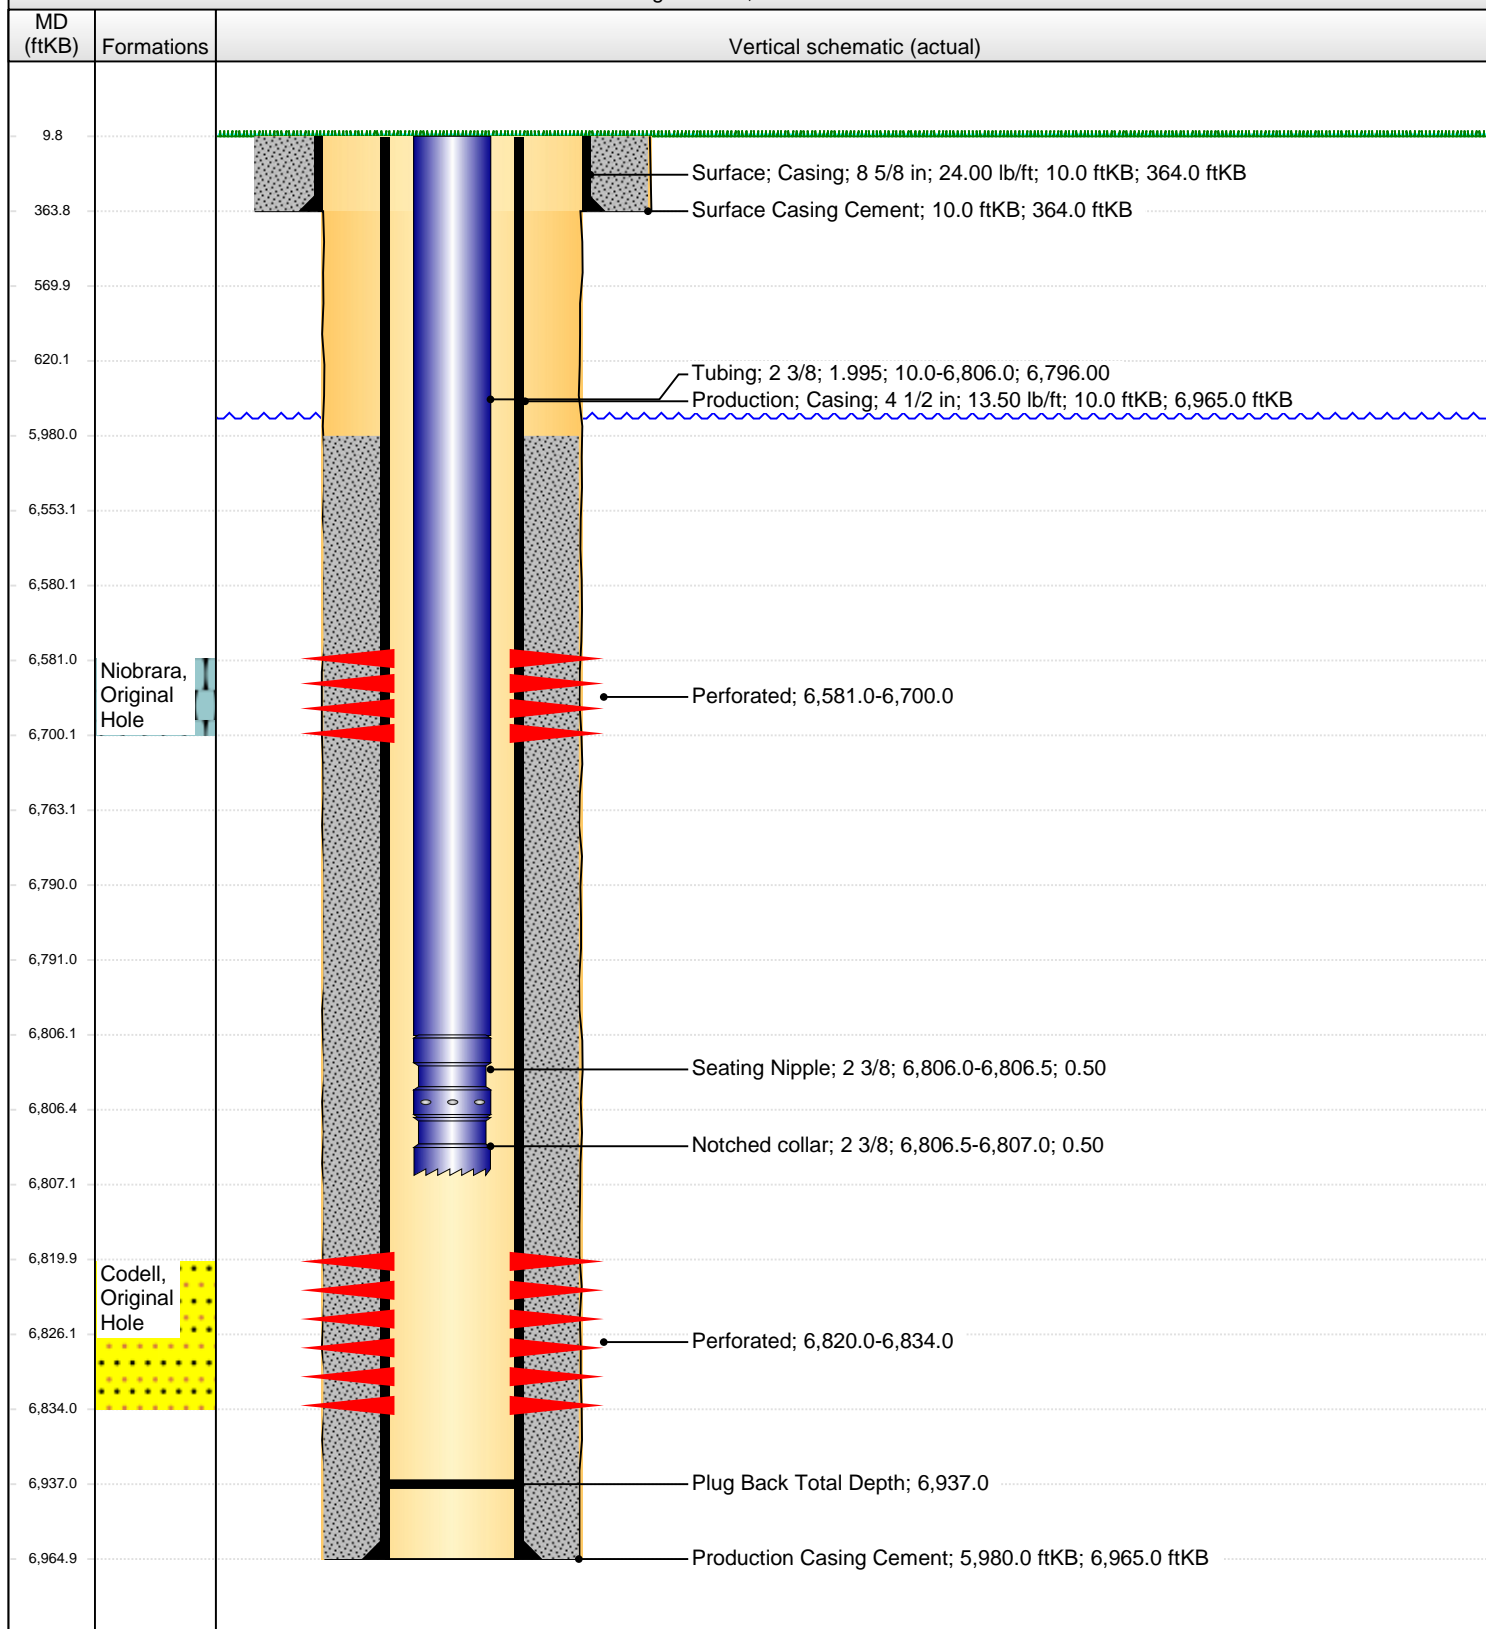 MD
(ftKB)
Formations
Vertical schematic (actual)
9.8
Surface; Casing; 8 5/8 in; 24.00 lb/ft; 10.0 ftKB; 364.0 ftKB
363.8
Surface Casing Cement; 10.0 ftKB; 364.0 ftKB
569.9
620.1
Tubing; 2 3/8; 1.995; 10.0-6,806.0; 6,796.00
Production; Casing; 4 1/2 in; 13.50 lb/ft; 10.0 ftKB; 6,965.0 ftKB
5,980.0
6,553.1
6,580.1
6,581.0
Niobrara,
Original
Hole
Perforated; 6,581.0-6,700.0
6,700.1
6,763.1
6,790.0
6,791.0
6,806.1
Seating Nipple; 2 3/8; 6,806.0-6,806.5; 0.50
6,806.4
Notched collar; 2 3/8; 6,806.5-6,807.0; 0.50
6,807.1
6,819.9
Codell,
Original
Hole
6,826.1
Perforated; 6,820.0-6,834.0
6,834.0
6,937.0
Plug Back Total Depth; 6,937.0
6,964.9
Production Casing Cement; 5,980.0 ftKB; 6,965.0 ftKB